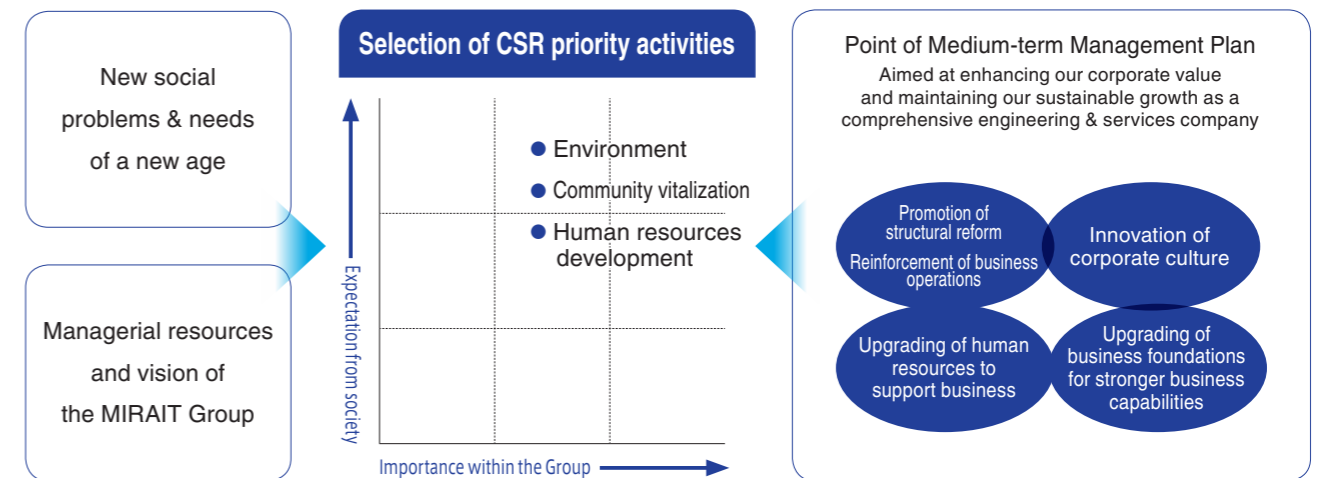 New social
problems & needs
of a new age
Managerial resources
and vision of
the MIRAIT Group
Selection of CSR priority activities
Environment
Community vitalization
Human resources
development
Expectation from society
Importance within the Group
Point of Medium-term Management Plan
Aimed at enhancing our corporate value
and maintaining our sustainable growth as a
comprehensive engineering & services company
Promotion of
structural reform
Reinforcement of business
operations
Innovation of
corporate culture
Upgrading of human
resources to
support business
Upgrading of
business foundations
for stronger business
capabilities